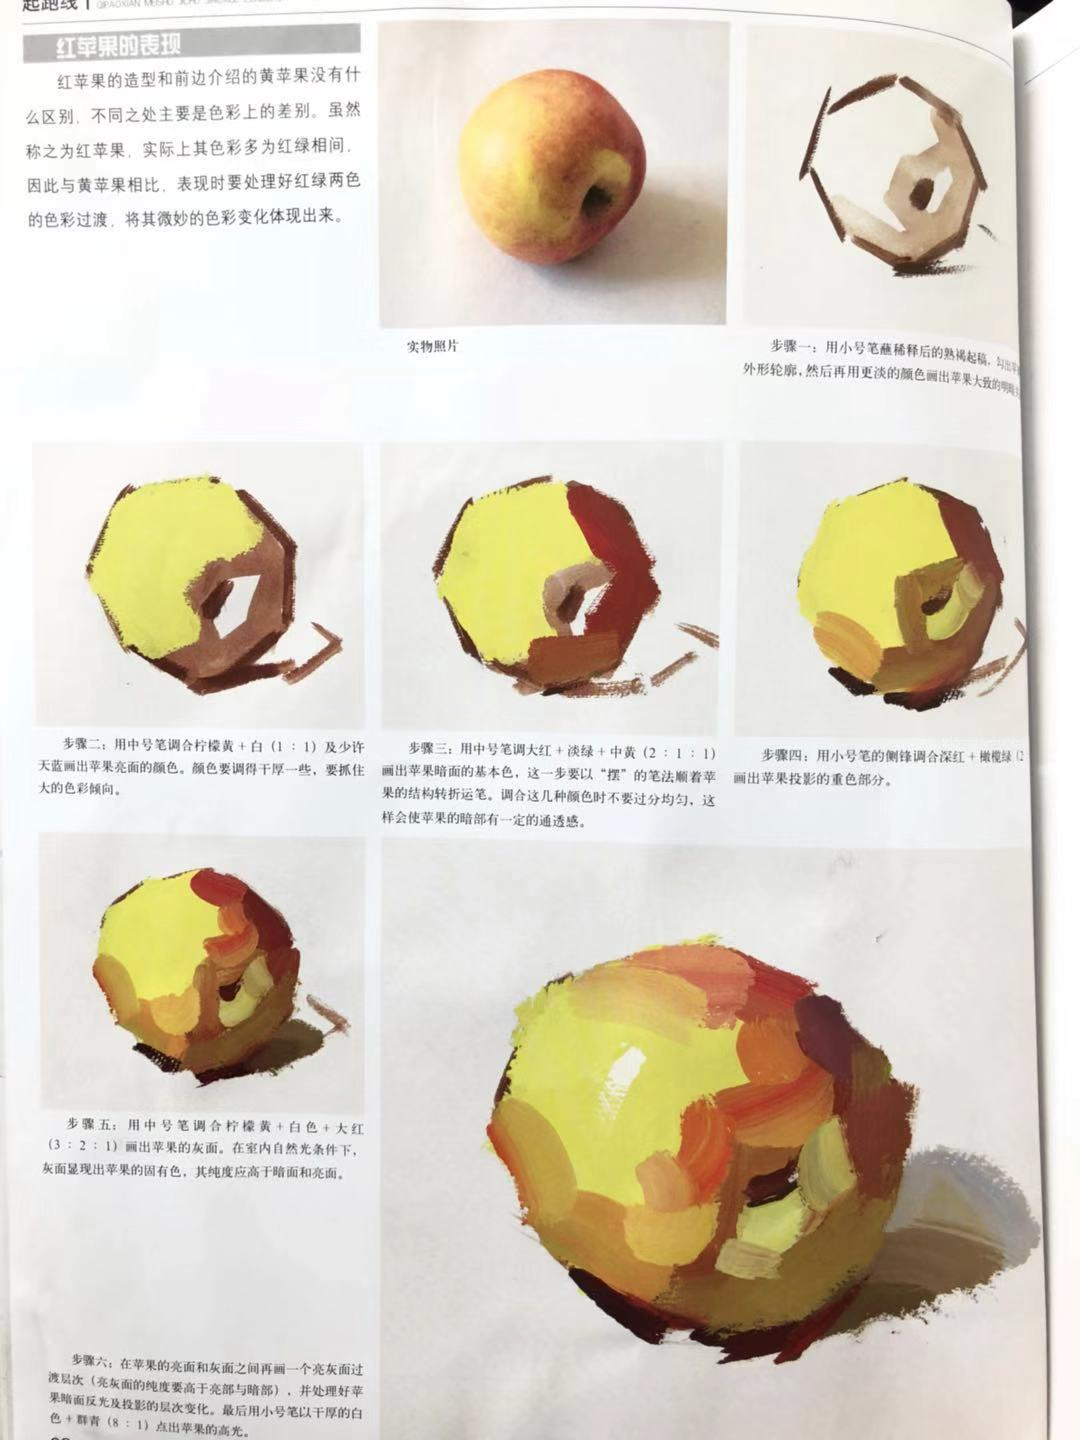 起跑线
红苹果的表现
红苹果的造型和前边介绍的黄苹果没有什
么区别，不同之处主要是色彩上的差别。虽然
称之为红苹果，实际上其色彩多为红绿相间，
因此与黄苹果相比，表现时要处理好红绿两色
的色彩过渡，将其微妙的色彩变化体现出来。
实物照片
步骤一：用小号笔蘸稀释后的熟褐起稿，勾出
外形轮廓，然后再用更淡的颜色画出苹果大致的明暗
步骤二：用中号笔调合柠檬黄+白（1：1）及少许
天蓝画出苹果亮面的颜色。颜色要调得干厚一些，要抓住
大的色彩倾向。
步骤三：用中号笔调大红+淡绿+中黄（2：1：1）
画出苹果暗面的基本色，这一步要以“摆”的笔法顺着苹
果的结构转折运笔。调合这几种颜色时不要过分均匀，这
样会使苹果的暗部有一定的通透感。
步骤四：用小号笔的侧锋调合深红+橄榄绿（2
画出苹果投影的重色部分。
步骤五：用中号笔调合柠檬黄+白色+大红
（3：2：1）画出苹果的灰面。在室内自然光条件下，
灰面显现出苹果的固有色，其纯度应高于暗面和亮面。
步骤六：在苹果的亮面和灰面之间再画一个亮灰面过
渡层次（亮灰面的纯度要高于亮部与暗部），并处理好苹
果暗面反光及投影的层次变化。最后用小号笔以干厚的白
色+群青（8：1）点出苹果的高光。